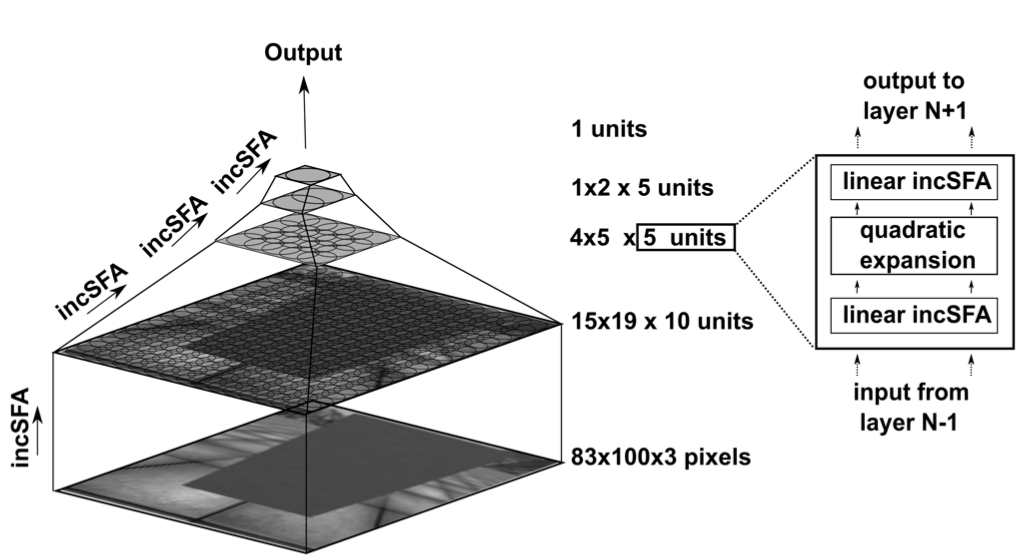 Output
incSFA
incSFA
incSFA
incSFA
1 units
1x2 x 5 units
4x5 x 5 units
15x19 x 10 units
83x100x3 pixels
output to
layer N+1
linear incSFA
quadratic
expansion
linear incSFA
input from
layer N-1